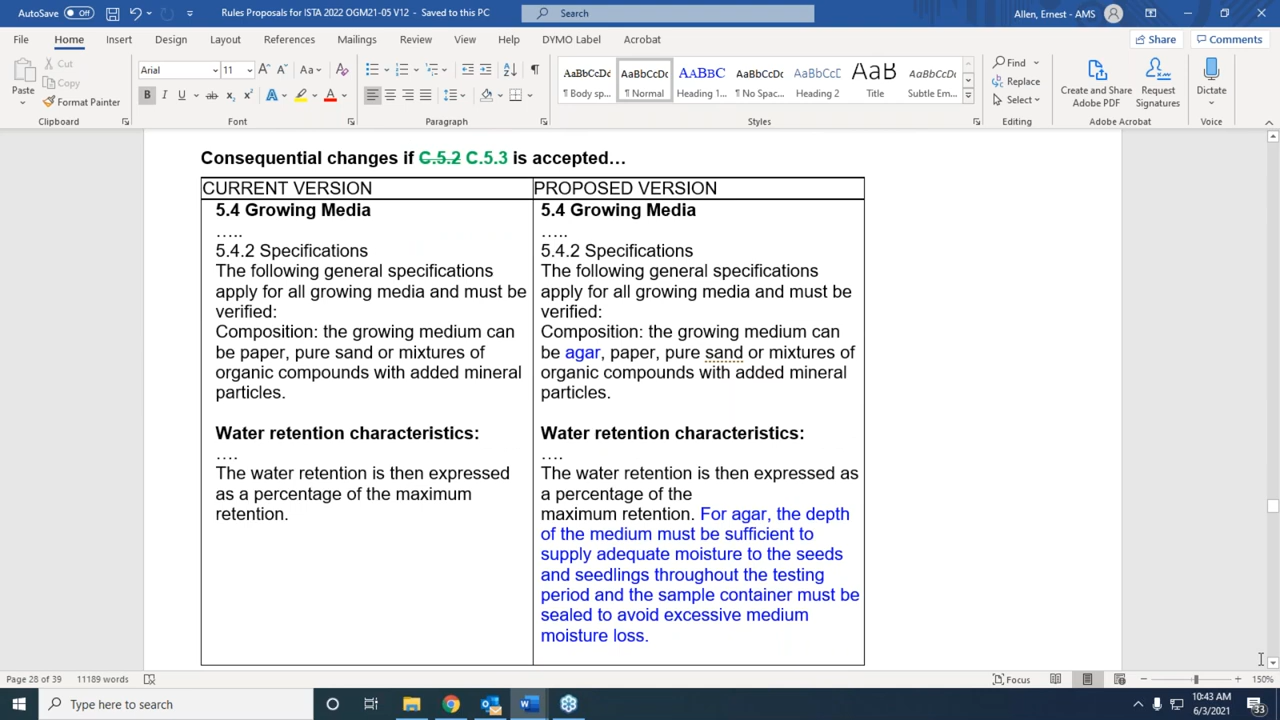 AutoSave Off Rules Proposals for ISTA 2022 OGM21-05 V12 - Saved to this PC Search Allen, Ernest - AMS
File Home Insert Design Layout References Mailings Review View Help DYMO Label Acrobat Share Comments
Paste Cut Copy Format Painter
Arial 11
AaBbCcDd ¶ Body sp... AaBbCcDc ¶ Normal AABBC Heading 1... AaBbCcDc ¶ No Spac... AaBbCcDc Heading 2 AaB Title AaBbCcDd Subtle Em...
Find Replace Select
Create and Share Adobe PDF Request Signatures Dictate
Clipboard Font Paragraph Styles Editing Adobe Acrobat Voice
Consequential changes if C.5.2 C.5.3 is accepted…
CURRENT VERSION
5.4 Growing Media
…..
5.4.2 Specifications
The following general specifications
apply for all growing media and must be
verified:
Composition: the growing medium can
be paper, pure sand or mixtures of
organic compounds with added mineral
particles.
Water retention characteristics:
….
The water retention is then expressed
as a percentage of the maximum
retention.
PROPOSED VERSION
5.4 Growing Media
…..
5.4.2 Specifications
The following general specifications
apply for all growing media and must be
verified:
Composition: the growing medium can
be agar, paper, pure sand or mixtures of
organic compounds with added mineral
particles.
Water retention characteristics:
….
The water retention is then expressed as
a percentage of the
maximum retention. For agar, the depth
of the medium must be sufficient to
supply adequate moisture to the seeds
and seedlings throughout the testing
period and the sample container must be
sealed to avoid excessive medium
moisture loss.
Page 28 of 39 11189 words Focus 150%
Type here to search 10:43 AM
6/3/2021 33